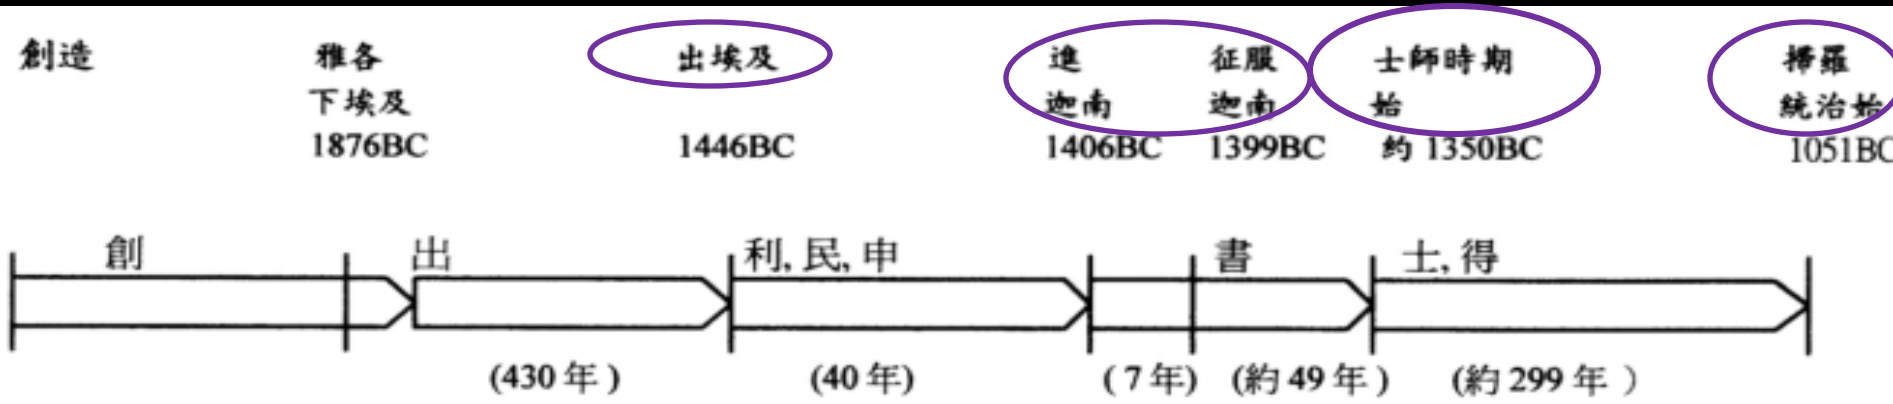 創造 雅各 出埃及 進 征服 士師時期 掃羅
下埃及 迦南 迦南 始 統治始
1876BC 1446BC 1406BC 1399BC 約 1350BC 1051BC
創 出 利, 民, 申 書 士, 得
(430 年 ) (40 年) ( 7 年) (約 49 年 ) (約 299 年 )